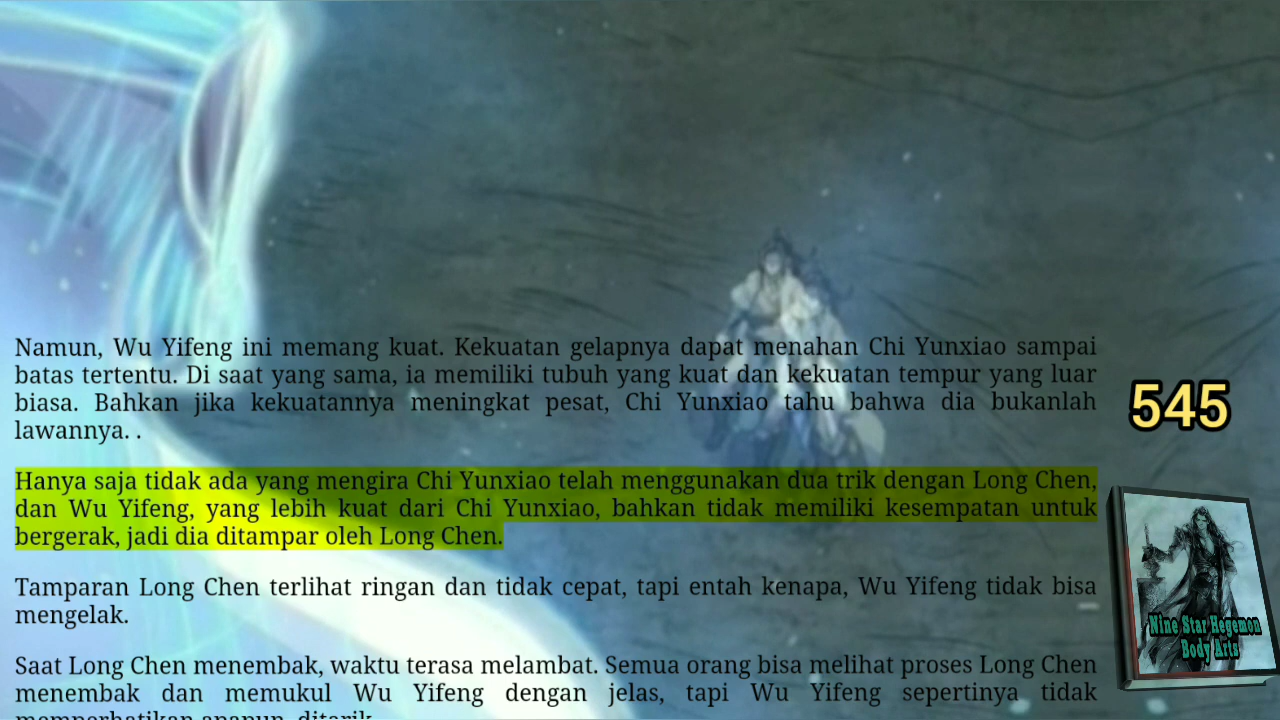 Namun, Wu Yifeng ini memang kuat. Kekuatan gelapnya dapat menahan Chi Yunxiao sampai
batas tertentu. Di saat yang sama, ia memiliki tubuh yang kuat dan kekuatan tempur yang luar
biasa. Bahkan jika kekuatannya meningkat pesat, Chi Yunxiao tahu bahwa dia bukanlah
lawannya. .
Hanya saja tidak ada yang mengira Chi Yunxiao telah menggunakan dua trik dengan Long Chen,
dan Wu Yifeng, yang lebih kuat dari Chi Yunxiao, bahkan tidak memiliki kesempatan untuk
bergerak, jadi dia ditampar oleh Long Chen.
Tamparan Long Chen terlihat ringan dan tidak cepat, tapi entah kenapa, Wu Yifeng tidak bisa
mengelak.
Saat Long Chen menembak, waktu terasa melambat. Semua orang bisa melihat proses Long Chen
menembak dan memukul Wu Yifeng dengan jelas, tapi Wu Yifeng sepertinya tidak
memperhatikan apapun, ditarik
545
Nine Star Hegemon
Body Arts